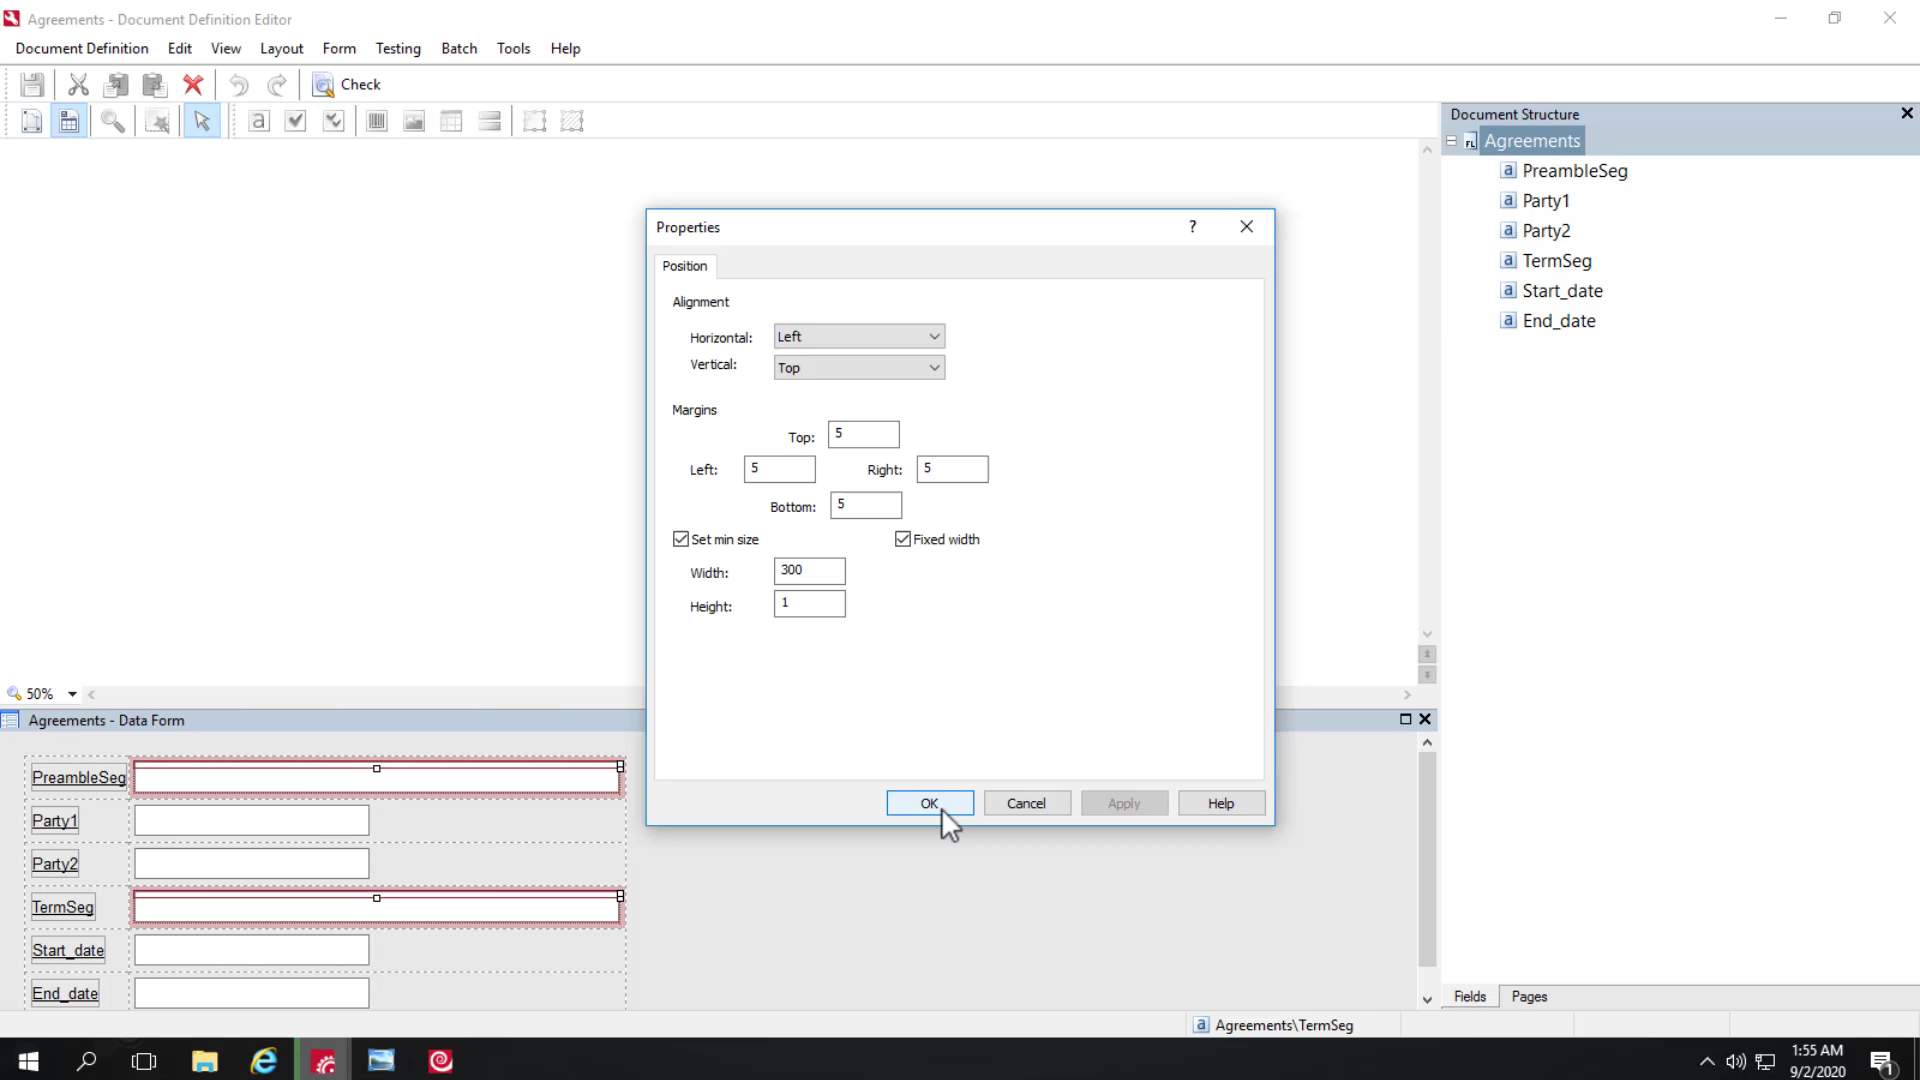 Agreements - Document Definition Editor
Document Definition Edit View Layout Form Testing Batch Tools Help
Check
Document Structure
FL Agreements
a PreambleSeg
a Party1
a Party2
a TermSeg
a Start_date
a End_date
Properties ?
Position
Alignment
Horizontal: Left
Vertical: Top
Margins
Top: 5
Left: 5 Right: 5
Bottom: 5
Set min size Fixed width
Width: 300
Height: 1
OK Cancel Apply Help
50%
Agreements - Data Form
PreambleSeg
Party1
Party2
TermSeg
Start_date
End_date
Fields Pages
a Agreements\TermSeg
1:55 AM
9/2/2020
1